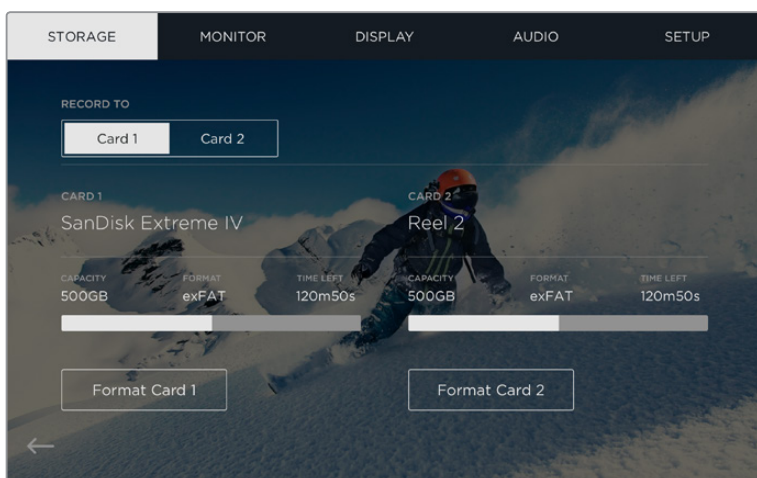 STORAGE MONITOR DISPLAY AUDIO SETUP
RECORD TO
Card 1 Card 2
CARD 1 CARD 2
SanDisk Extreme IV Reel 2
CAPACITY FORMAT TIME LEFT CAPACITY FORMAT TIME LEFT
500GB exFAT 120m50s 500GB exFAT 120m50s
Format Card 1 Format Card 2